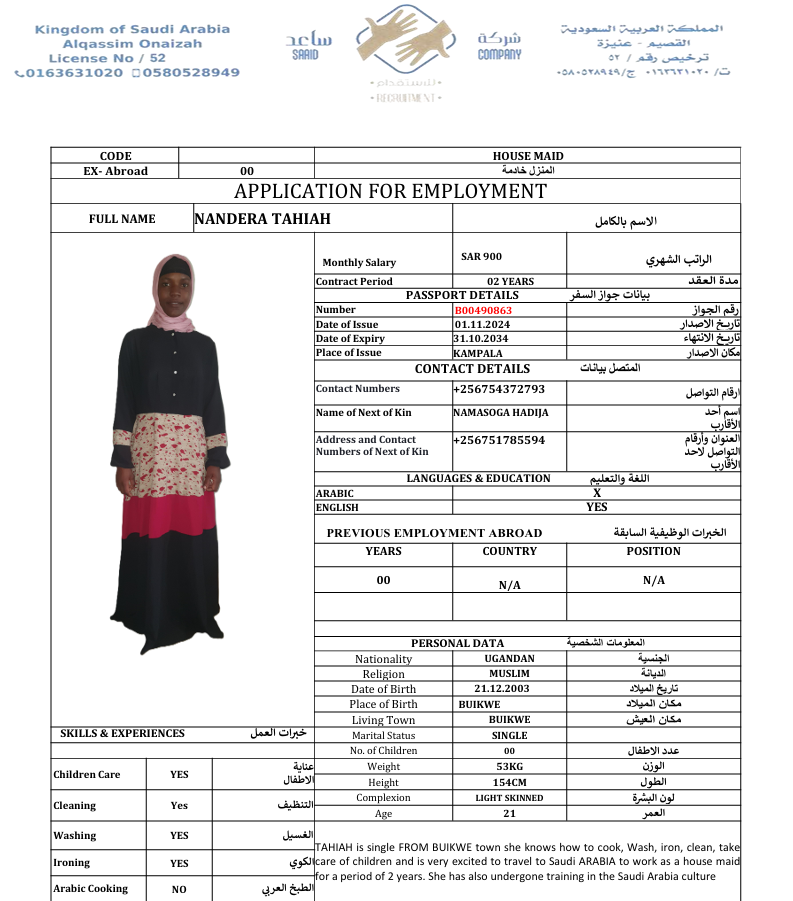 Kingdom of Saudi Arabia
Alqassim Onaizah
License No / 52
0163631020 0580528949
ساعد
SAAID
شركة
COMPANY
للاستقدام
RECRUITMENT
المملكة العربية السعودية
القصيم - عنيزة
ترخيص رقم / ٥٢
ت/ ٠١٦٣٦٣١٠٢٠ ج/ ٠٥٨٠٥٢٨٩٤٩
CODE HOUSE MAID
EX- Abroad 00 المنزل خادمة
APPLICATION FOR EMPLOYMENT
FULL NAME NANDERA TAHIAH الاسم بالكامل
Monthly Salary SAR 900 الراتب الشهري
Contract Period 02 YEARS مدة العقد
PASSPORT DETAILS بيانات جواز السفر
Number B00490863 رقم الجواز
Date of Issue 01.11.2024 تاريخ الاصدار
Date of Expiry 31.10.2034 تاريخ الانتهاء
Place of Issue KAMPALA مكان الاصدار
CONTACT DETAILS المتصل بيانات
Contact Numbers +256754372793 ارقام التواصل
Name of Next of Kin NAMASOGA HADIJA اسم أحد
الأقارب
Address and Contact +256751785594 العنوان وأرقام
Numbers of Next of Kin التواصل لاحد
الأقارب
LANGUAGES & EDUCATION اللغة والتعليم
ARABIC X
ENGLISH YES
PREVIOUS EMPLOYMENT ABROAD الخبرات الوظيفية السابقة
YEARS COUNTRY POSITION
00 N/A N/A
PERSONAL DATA المعلومات الشخصية
Nationality UGANDAN الجنسية
Religion MUSLIM الديانة
Date of Birth 21.12.2003 تاريخ الميلاد
Place of Birth BUIKWE مكان الميلاد
Living Town BUIKWE مكان العيش
Marital Status SINGLE
No. of Children 00 عدد الاطفال
Weight 53KG الوزن
Height 154CM الطول
Complexion LIGHT SKINNED لون البشرة
Age 21 العمر
SKILLS & EXPERIENCES خبرات العمل
Children Care YES عناية
الاطفال
Cleaning Yes التنظيف
Washing YES الغسيل
Ironing YES الكوي
Arabic Cooking NO الطبخ العربي
TAHIAH is single FROM BUIKWE town she knows how to cook, Wash, iron, clean, take
care of children and is very excited to travel to Saudi ARABIA to work as a house maid
for a period of 2 years. She has also undergone training in the Saudi Arabia culture